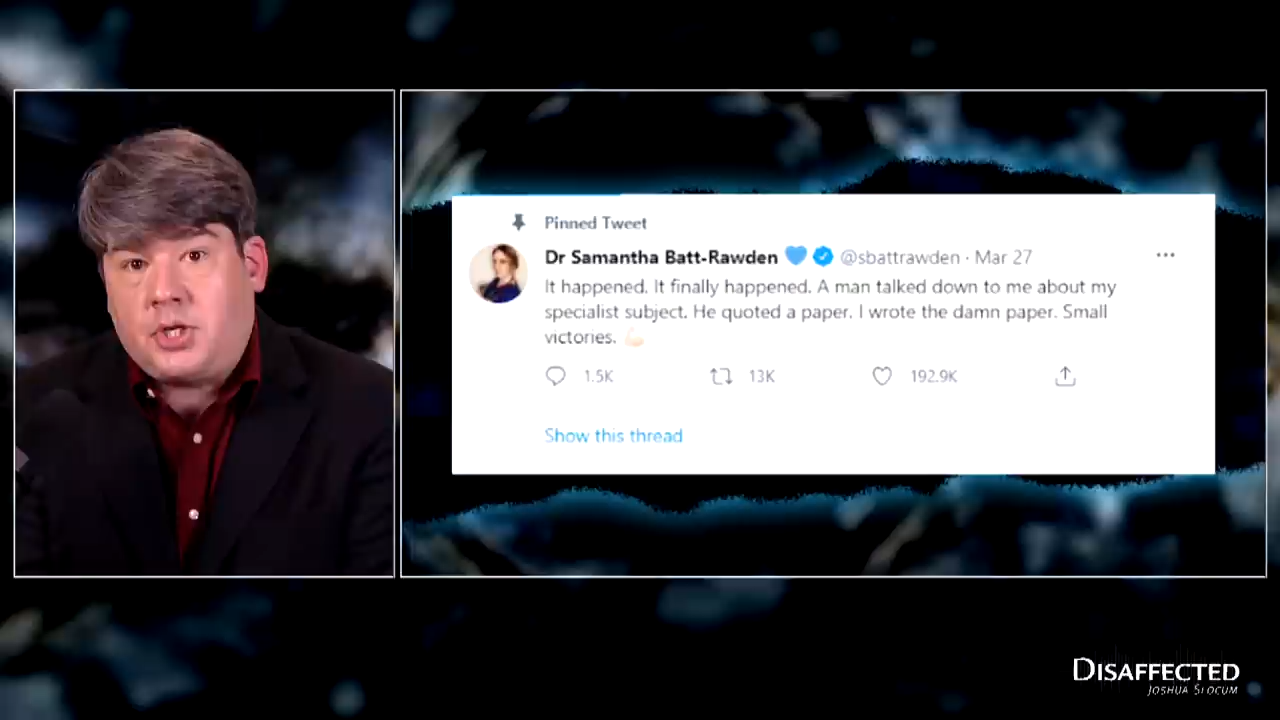 Pinned Tweet
Dr Samantha Batt-Rawden @sbattrawden · Mar 27
It happened. It finally happened. A man talked down to me about my
specialist subject. He quoted a paper. I wrote the damn paper. Small
victories.
1.5K 13K 192.9K
Show this thread
DISAFFECTED
JOSHUA SLOCUM